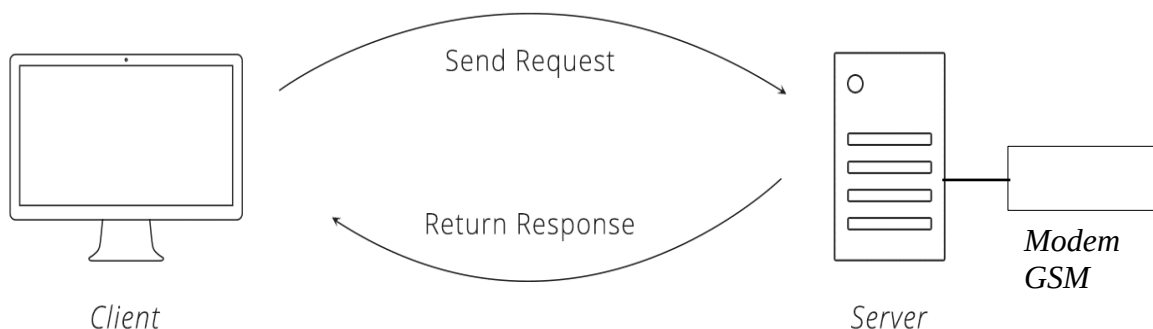 Send Request
Return Response
Modem
GSM
Client
Server